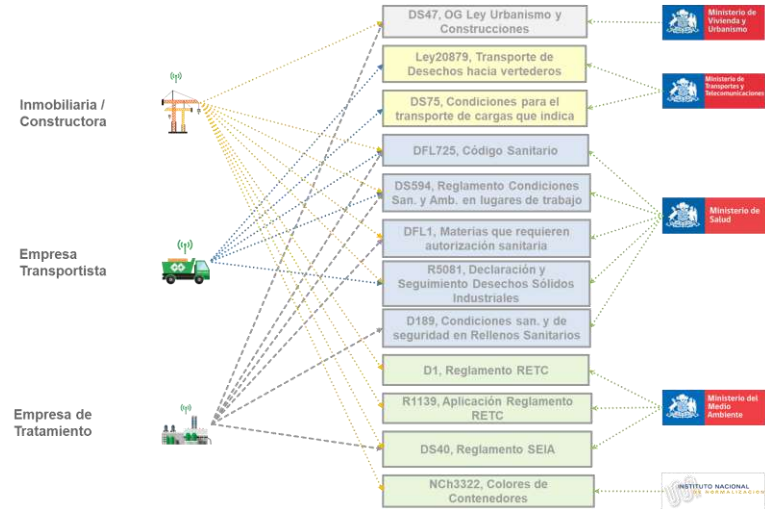 Inmobiliaria /
Constructora
Empresa
Transportista
Empresa de
Tratamiento
DS47, OG Ley Urbanismo y
Construcciones
Ley20879, Transporte de
Desechos hacia vertederos
DS75, Condiciones para el
transporte de cargas que indica
DFL725, Código Sanitario
DS594, Reglamento Condiciones
San. y Amb. en lugares de trabajo
DFL1, Materias que requieren
autorización sanitaria
R5081, Declaración y
Seguimiento Desechos Sólidos
Industriales
D189, Condiciones san. y de
seguridad en Rellenos Sanitarios
D1, Reglamento RETC
R1139, Aplicación Reglamento
RETC
DS40, Reglamento SEIA
NCh3322, Colores de
Contenedores
Ministerio de
Vivienda y
Urbanismo
Ministerio de
Transportes y
Telecomunicaciones
Ministerio de
Salud
Ministerio del
Medio
Ambiente
INSTITUTO NACIONAL
DE NORMALIZACION